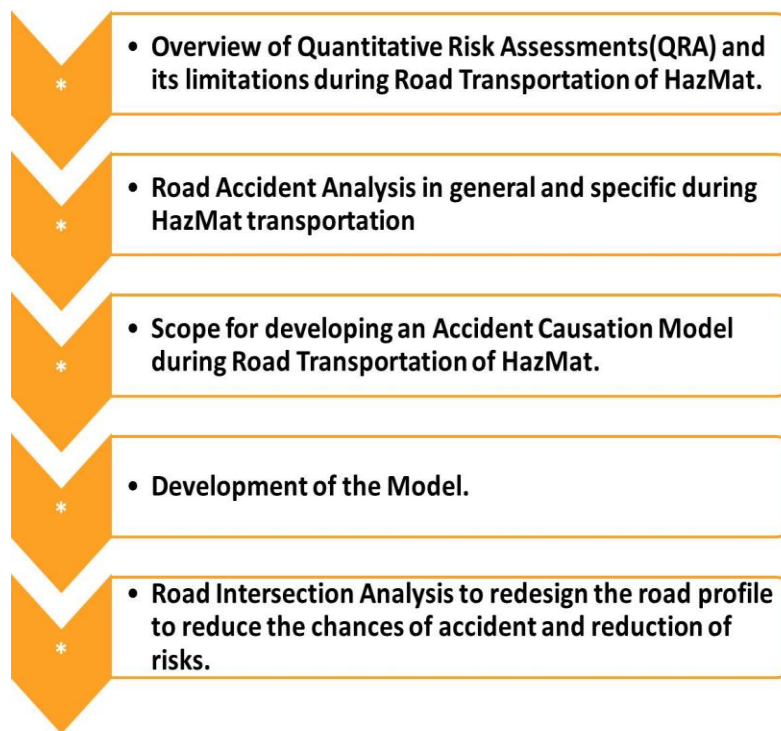 * • Overview of Quantitative Risk Assessments(QRA) and
its limitations during Road Transportation of HazMat.
* • Road Accident Analysis in general and specific during
HazMat transportation
* • Scope for developing an Accident Causation Model
during Road Transportation of HazMat.
* • Development of the Model.
* • Road Intersection Analysis to redesign the road profile
to reduce the chances of accident and reduction of
risks.